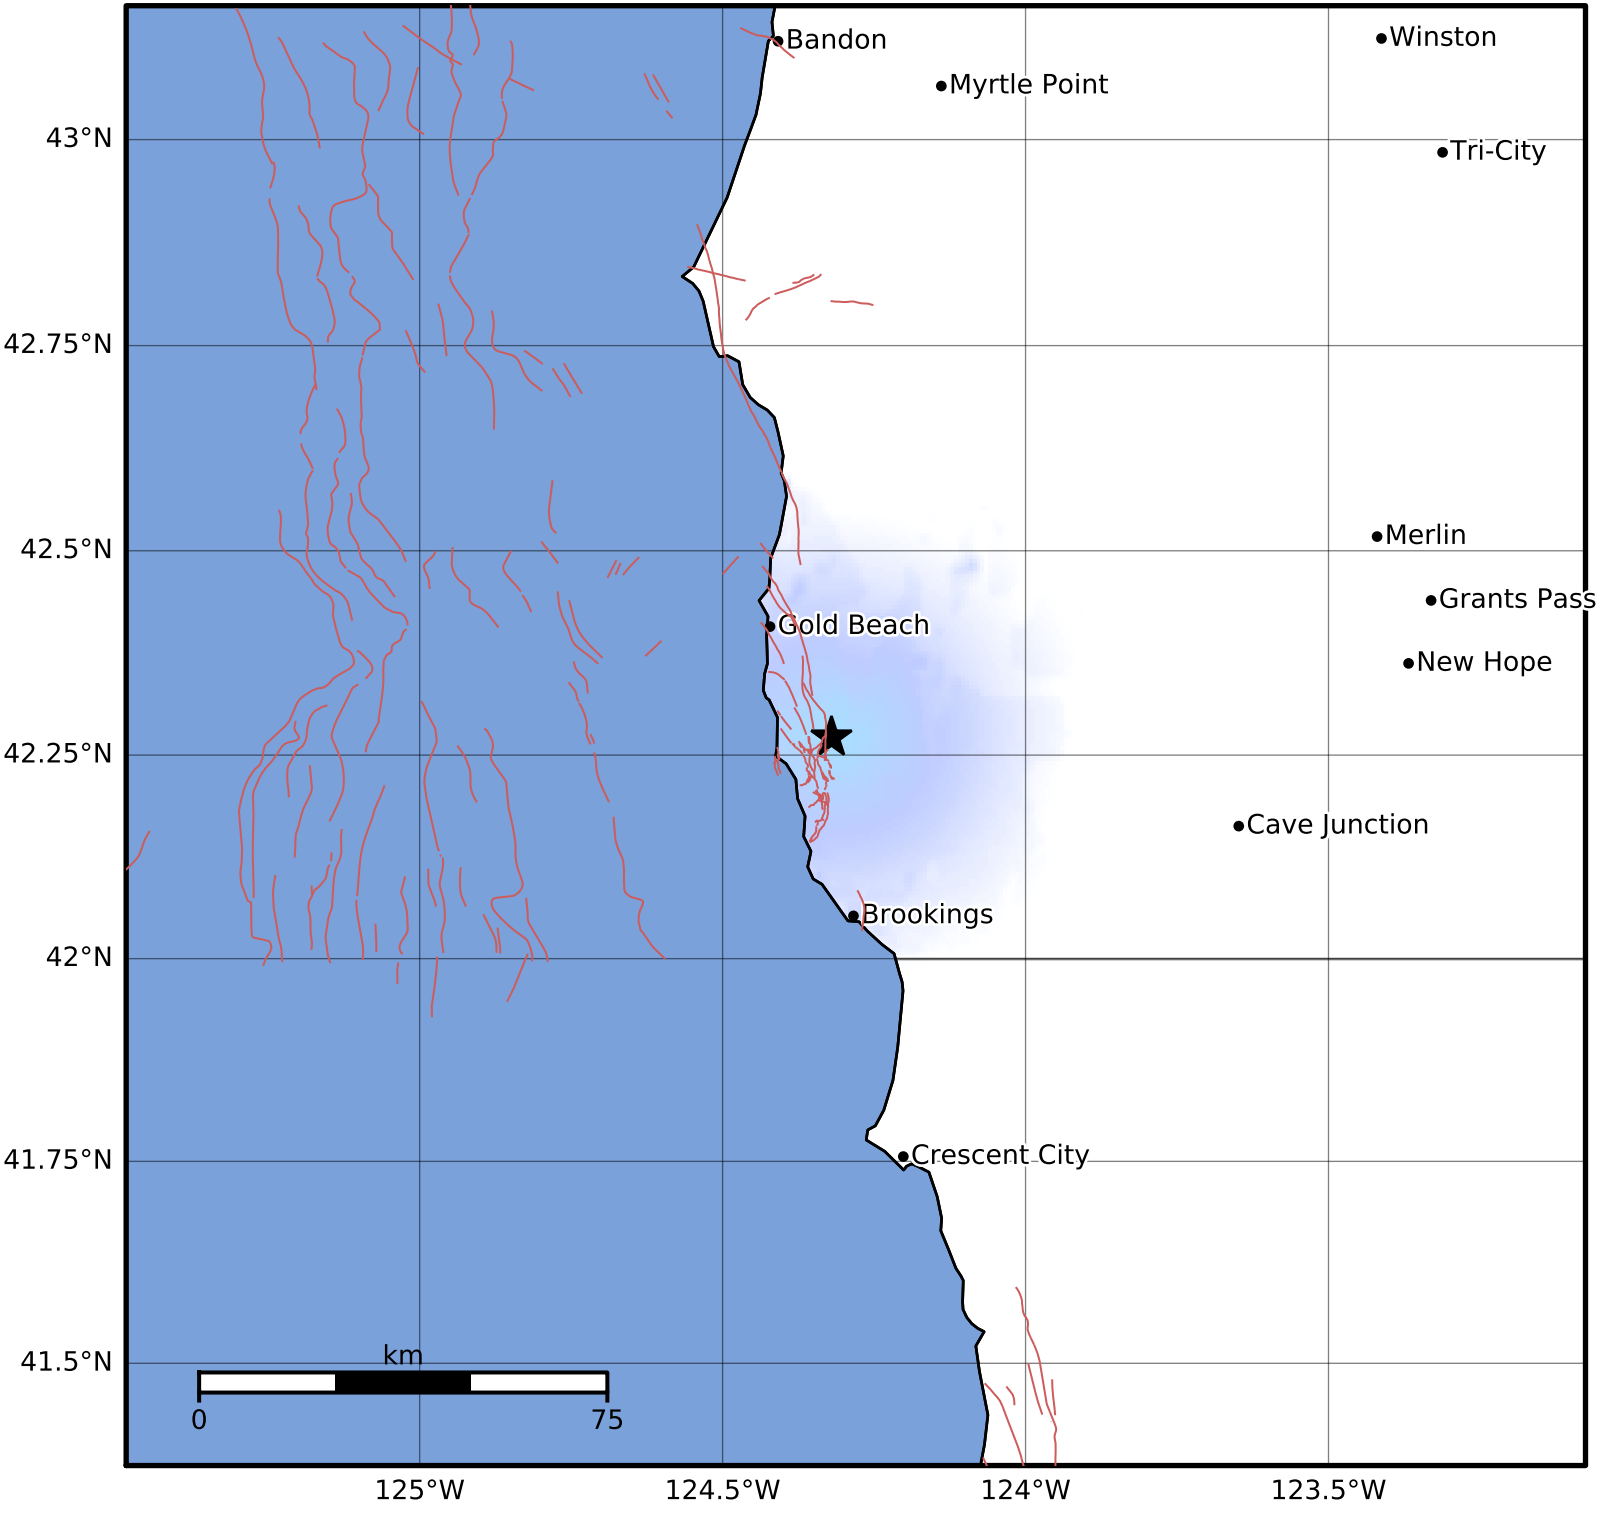 Bandon
Winston
Myrtle Point
43°N
Tri-City
42.75°N
42.5°N
Merlin
Grants Pass
Gold Beach
New Hope
42.25°N
Cave Junction
Brookings
42°N
41.75°N
Crescent City
41.5°N
km
0 75
125°W 124.5°W 124°W 123.5°W